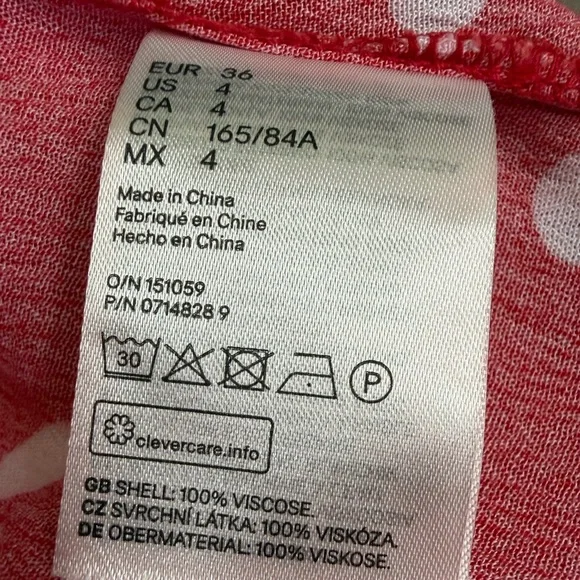 EUR 36
US 4
CA 4
CN 165/84A
MX 4
Made in China
Fabriqué en Chine
Hecho en China
O/N 151059
P/N 0714828 9
30
P
clevercare.info
GB SHELL: 100% VISCOSE.
CZ SVRCHNÍ LÁTKA: 100% VISKÓZA.
DE OBERMATERIAL: 100% VISKOSE.